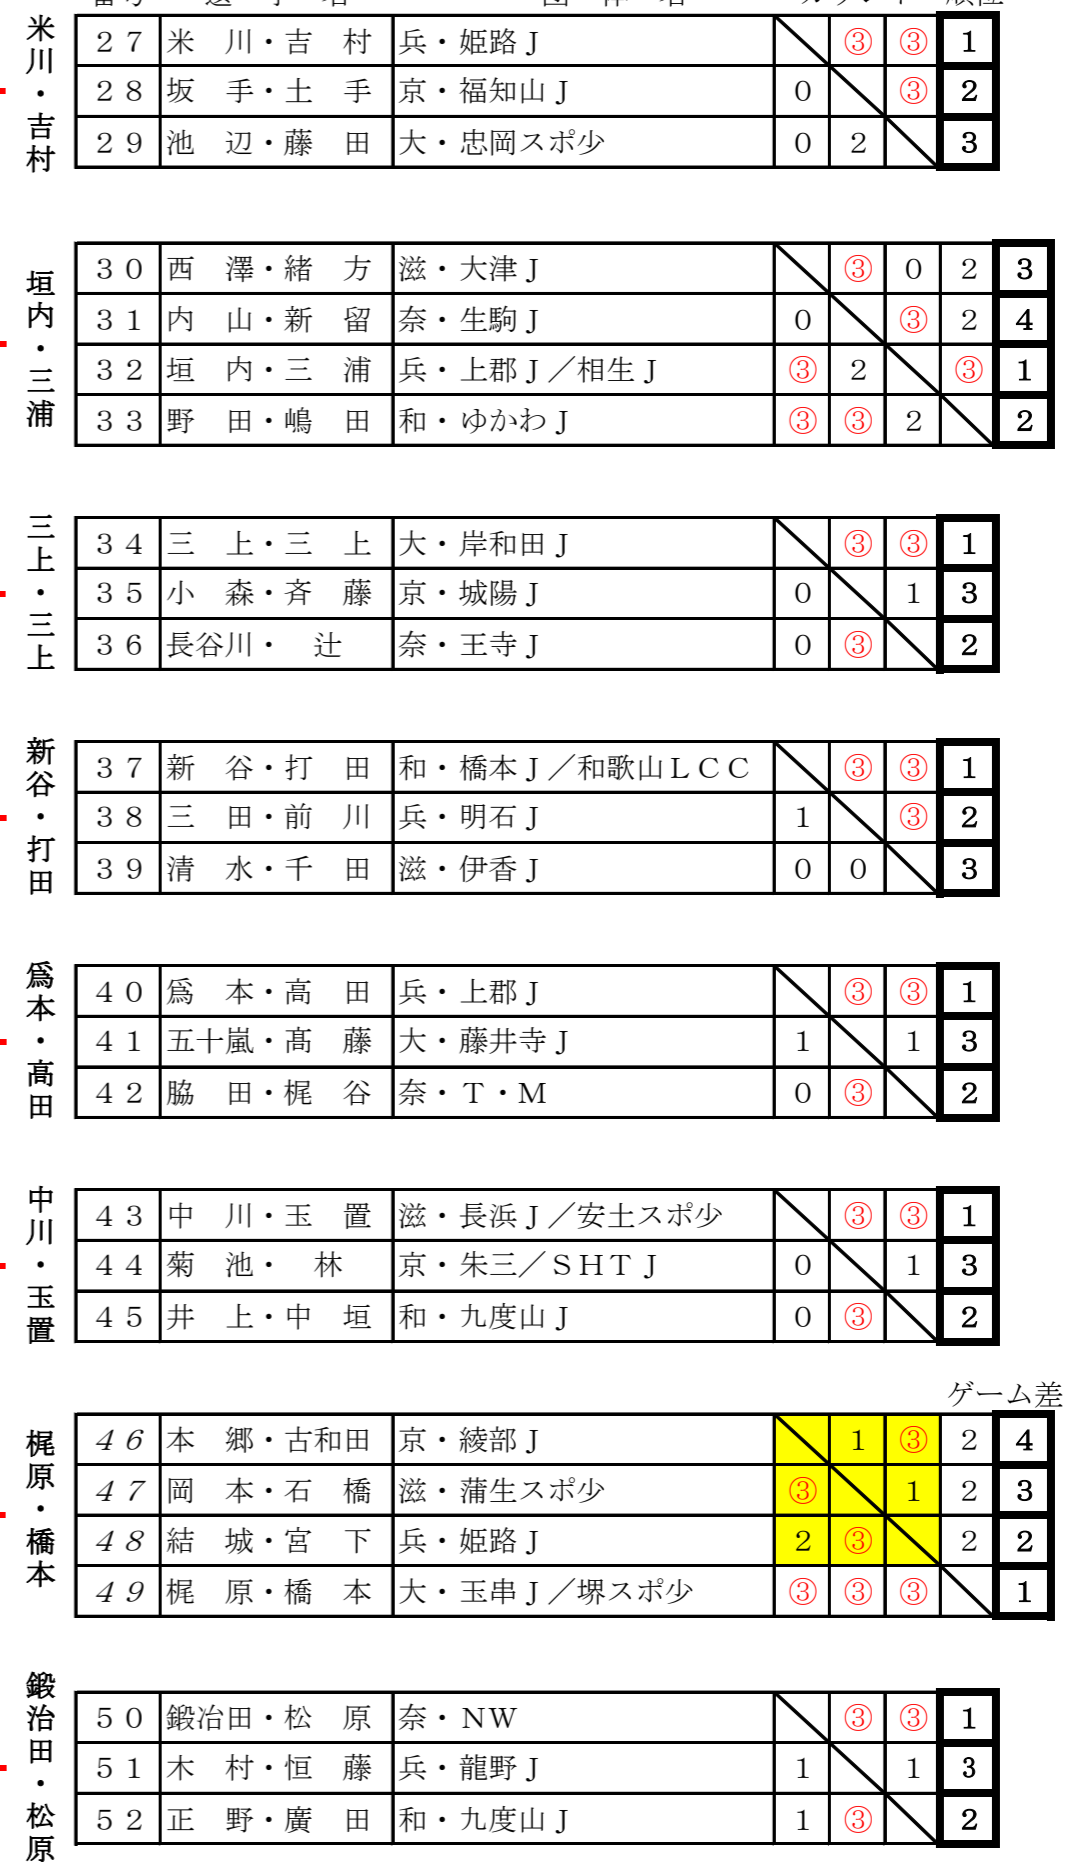 米川・吉村
２７ 米　川・吉　村 兵・姫路Ｊ ③ ③ １
２８ 坂　手・土　手 京・福知山Ｊ ０ ③ ２
２９ 池　辺・藤　田 大・忠岡スポ少 ０ ２ ３
垣内・三浦
３０ 西　澤・緒　方 滋・大津Ｊ ③ ０ ２ ３
３１ 内　山・新　留 奈・生駒Ｊ ０ ③ ２ ４
３２ 垣　内・三　浦 兵・上郡Ｊ／相生Ｊ ③ ２ ③ １
３３ 野　田・嶋　田 和・ゆかわＪ ③ ③ ２ ２
三上・三上
３４ 三　上・三　上 大・岸和田Ｊ ③ ③ １
３５ 小　森・斉　藤 京・城陽Ｊ ０ １ ３
３６ 長谷川・　辻 奈・王寺Ｊ ０ ③ ２
新谷・打田
３７ 新　谷・打　田 和・橋本Ｊ／和歌山ＬＣＣ ③ ③ １
３８ 三　田・前　川 兵・明石Ｊ １ ③ ２
３９ 清　水・千　田 滋・伊香Ｊ ０ ０ ３
爲本・高田
４０ 爲　本・高　田 兵・上郡Ｊ ③ ③ １
４１ 五十嵐・髙　藤 大・藤井寺Ｊ １ １ ３
４２ 脇　田・梶　谷 奈・Ｔ・Ｍ ０ ③ ２
中川・玉置
４３ 中　川・玉　置 滋・長浜Ｊ／安土スポ少 ③ ③ １
４４ 菊　池・　林 京・朱三／ＳＨＴＪ ０ １ ３
４５ 井　上・中　垣 和・九度山Ｊ ０ ③ ２
ゲーム差
梶原・橋本
４６ 本　郷・古和田 京・綾部Ｊ １ ③ ２ ４
４７ 岡　本・石　橋 滋・蒲生スポ少 ③ １ ２ ３
４８ 結　城・宮　下 兵・姫路Ｊ ２ ③ ２ ２
４９ 梶　原・橋　本 大・玉串Ｊ／堺スポ少 ③ ③ ③ １
鍛治田・松原
５０ 鍛冶田・松　原 奈・ＮＷ ③ ③ １
５１ 木　村・恒　藤 兵・龍野Ｊ １ １ ３
５２ 正　野・廣　田 和・九度山Ｊ １ ③ ２